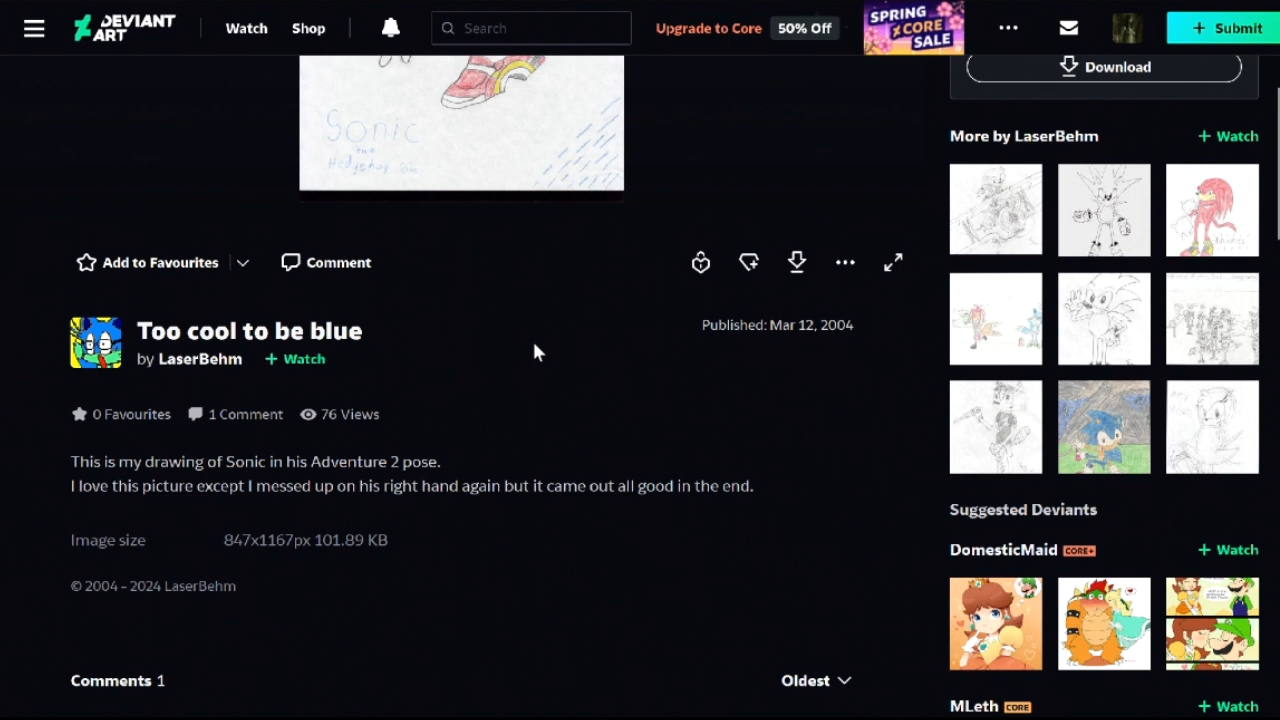 DEVIANT
ART
Watch
Shop
Search
Upgrade to Core
50% Off
SPRING
CORE
SALE
+ Submit
Download
Sonic
the
Hedgehog
More by LaserBehm
+ Watch
Add to Favourites
Comment
Too cool to be blue
by LaserBehm
+ Watch
Published: Mar 12, 2004
0 Favourites
1 Comment
76 Views
This is my drawing of Sonic in his Adventure 2 pose.
I love this picture except I messed up on his right hand again but it came out all good in the end.
Image size
847x1167px 101.89 KB
© 2004 - 2024 LaserBehm
Comments 1
Oldest
Suggested Deviants
DomesticMaid
CORE+
+ Watch
MLeth
CORE
+ Watch